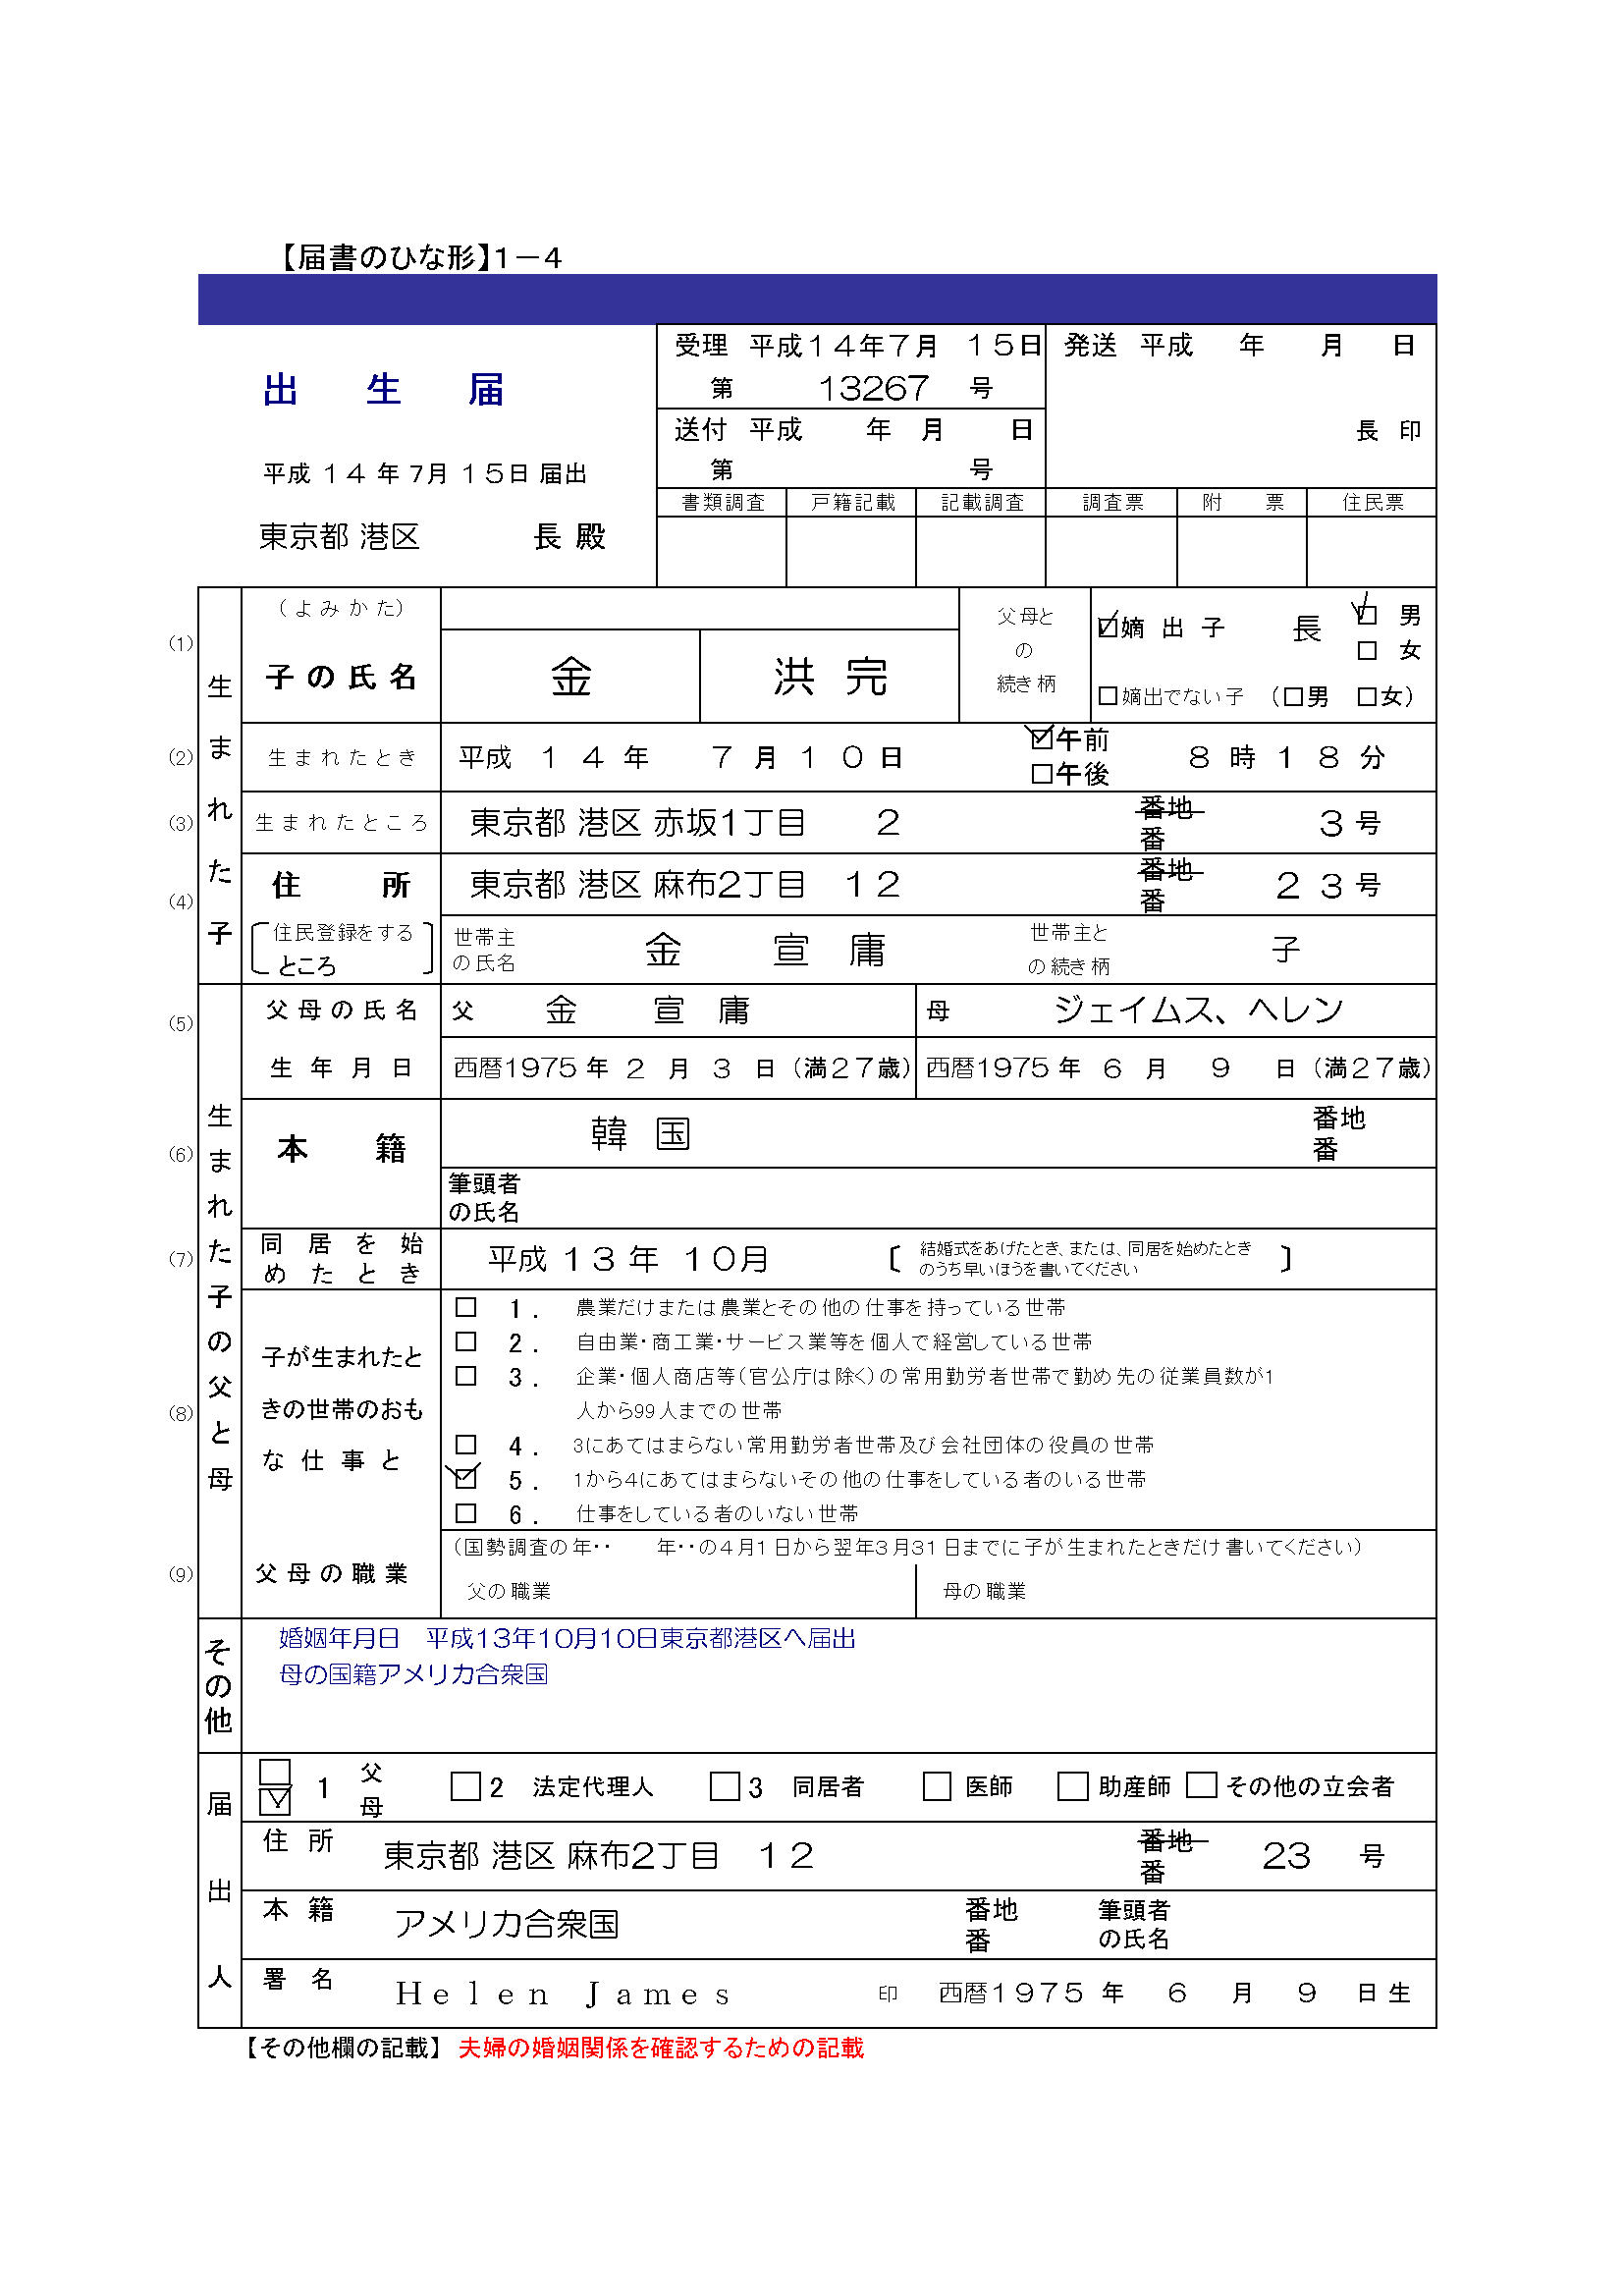 【届書のひな形】1－4
出生届
平成 14 年 7月 15日 届出
東京都 港区 長 殿
受理 平成14年7月 15日
第 13267 号
送付 平成 年 月 日
第 号
発送 平成 年 月 日
長 印
書類調査 戸籍記載 記載調査 調査票 附 票 住民票
生まれた子
(1)
（よみかた）
子の氏名
金 洪 完
父母と
の
続き柄
☑嫡出子 長 ☑男
□女
□嫡出でない子 （□男 □女）
(2) 生まれたとき 平成 14年 7月10日 ☑午前 8時18分
□午後
(3) 生まれたところ 東京都 港区 赤坂1丁目 2 番地 3号
番
(4) 住所 東京都 港区 麻布2丁目 12 番地 23号
番
住民登録をする
ところ
世帯主
の氏名
金 宣 庸
世帯主と
の続き柄
子
生まれた子の父と母
(5) 父母の氏名 父 金 宣 庸 母 ジェイムス、ヘレン
生年月日 西暦1975年 2月 3日（満27歳） 西暦1975年 6月 9日（満27歳）
(6) 本籍 韓国 番地
番
筆頭者
の氏名
(7) 同居を始
めたとき
平成 13年 10月
〔 結婚式をあげたとき、または、同居を始めたとき
のうち早いほうを書いてください 〕
(8) 子が生まれたと
きの世帯のおも
な仕事と
□ 1. 農業だけまたは農業とその他の仕事を持っている世帯
□ 2. 自由業・商工業・サービス業等を個人で経営している世帯
□ 3. 企業・個人商店等（官公庁は除く）の常用勤労者世帯で勤め先の従業員数が1
人から99人までの世帯
□ 4. 3にあてはまらない常用勤労者世帯及び会社団体の役員の世帯
☑ 5. 1から4にあてはまらないその他の仕事をしている者のいる世帯
□ 6. 仕事をしている者のいない世帯
(9) 父母の職業
（国勢調査の年・・ 年・・の4月1日から翌年3月31日までに子が生まれたときだけ書いてください）
父の職業 母の職業
その他
婚姻年月日 平成13年10月10日東京都港区へ届出
母の国籍アメリカ合衆国
届出人
□ 1 父
☑ 母
□2 法定代理人 □3 同居者 □ 医師 □ 助産師 □その他の立会者
住所 東京都 港区 麻布2丁目 12 番地 23 号
番
本籍 アメリカ合衆国 番地
番
筆頭者
の氏名
署名 Helen James 印 西暦1975年 6月 9日生
【その他欄の記載】 夫婦の婚姻関係を確認するための記載